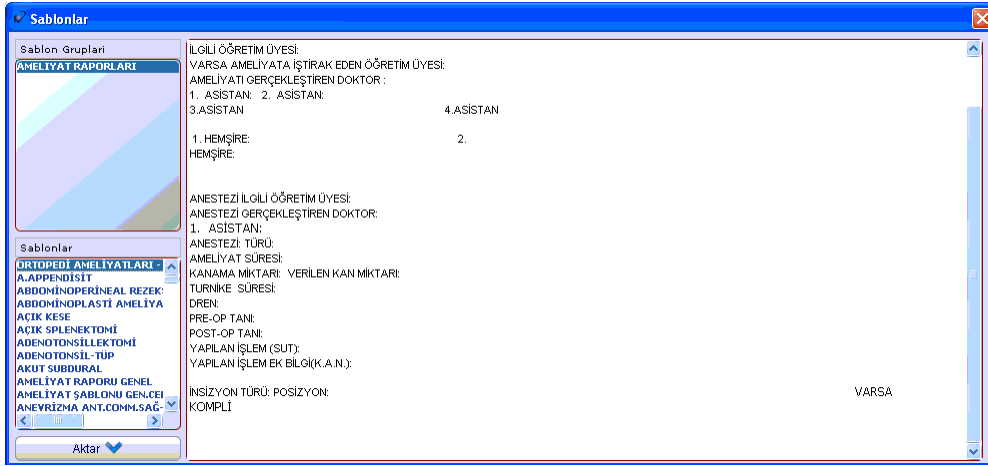 Sablonlar
Sablon Gruplari
AMELIYAT RAPORLARI
Sablonlar
ORTOPEDİ AMELİYATLARI -
A.APPENDİSİT
ABDOMİNOPERİNEAL REZEK
ABDOMİNOPLASTİ AMELİYA
AÇIK KESE
AÇIK SPLENEKTOMİ
ADENOTONSİLLEKTOMİ
ADENOTONSİL-TÜP
AKUT SUBDURAL
AMELİYAT RAPORU GENEL
AMELİYAT ŞABLONU GEN.CEI
ANEVRİZMA ANT.COMM.SAĞ-
Aktar
İLGİLİ ÖĞRETİM ÜYESİ:
VARSA AMELİYATA İŞTİRAK EDEN ÖĞRETİM ÜYESİ:
AMELİYATI GERÇEKLEŞTİREN DOKTOR :
1. ASİSTAN: 2. ASİSTAN:
3.ASİSTAN 4.ASİSTAN
1. HEMŞİRE: 2.
HEMŞİRE:
ANESTEZİ İLGİLİ ÖĞRETİM ÜYESİ:
ANESTEZİ GERÇEKLEŞTİREN DOKTOR:
1. ASİSTAN:
ANESTEZİ: TÜRÜ:
AMELİYAT SÜRESİ:
KANAMA MİKTARI: VERİLEN KAN MİKTARI:
TURNİKE SÜRESİ:
DREN:
PRE-OP TANI:
POST-OP TANI:
YAPILAN İŞLEM (SUT):
YAPILAN İŞLEM EK BİLGİ(K.A.N.):
İNSİZYON TÜRÜ: POSİZYON: VARSA
KOMPLİ